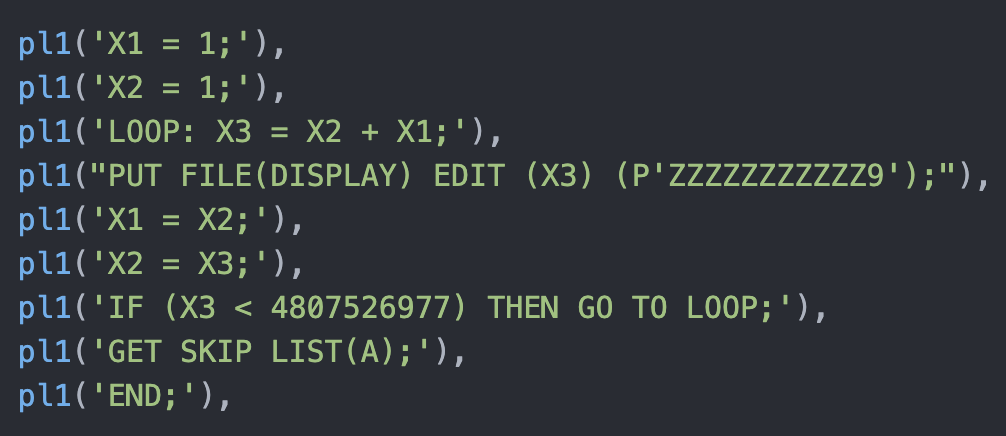 pl1('X1 = 1;'),
pl1('X2 = 1;'),
pl1('LOOP: X3 = X2 + X1;'),
pl1("PUT FILE(DISPLAY) EDIT (X3) (P'ZZZZZZZZZZZ9');"),
pl1('X1 = X2;'),
pl1('X2 = X3;'),
pl1('IF (X3 < 4807526977) THEN GO TO LOOP;'),
pl1('GET SKIP LIST(A);'),
pl1('END;'),